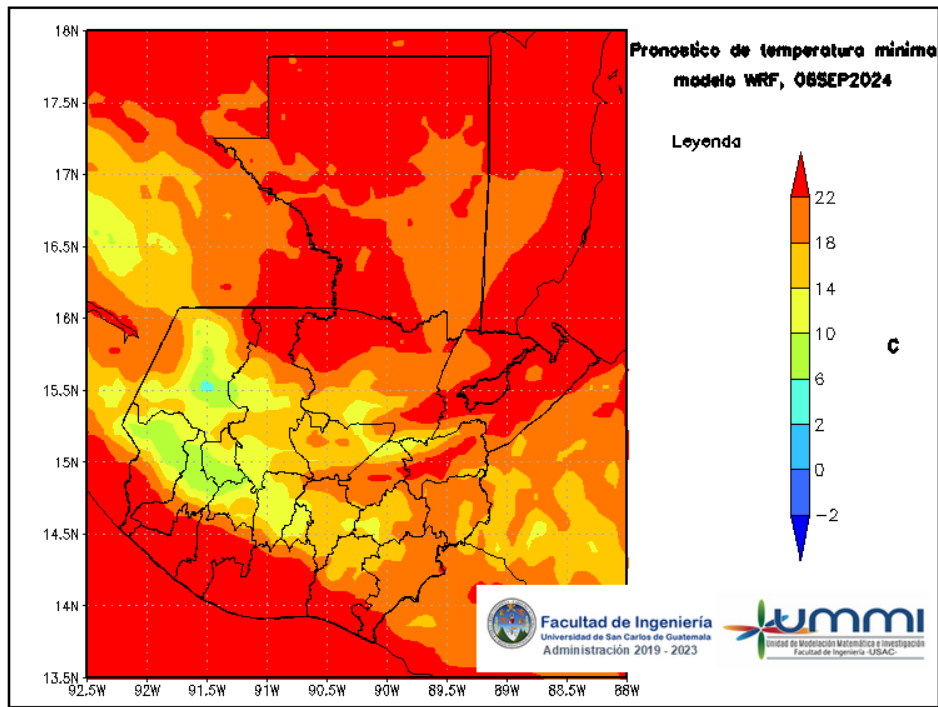 Pronostico de temperatura minima
modelo WRF, 06SEP2024
Leyenda
22
18
14
10
6
2
0
−2
C
18N
17.5N
17N
16.5N
16N
15.5N
15N
14.5N
14N
13.5N
92.5W
92W
91.5W
91W
90.5W
90W
89.5W
89W
88.5W
88W
Facultad de Ingeniería
Universidad de San Carlos de Guatemala
Administración 2019 - 2023
ummi
Unidad de Modelación Matemática e Investigación
Facultad de Ingeniería -USAC-